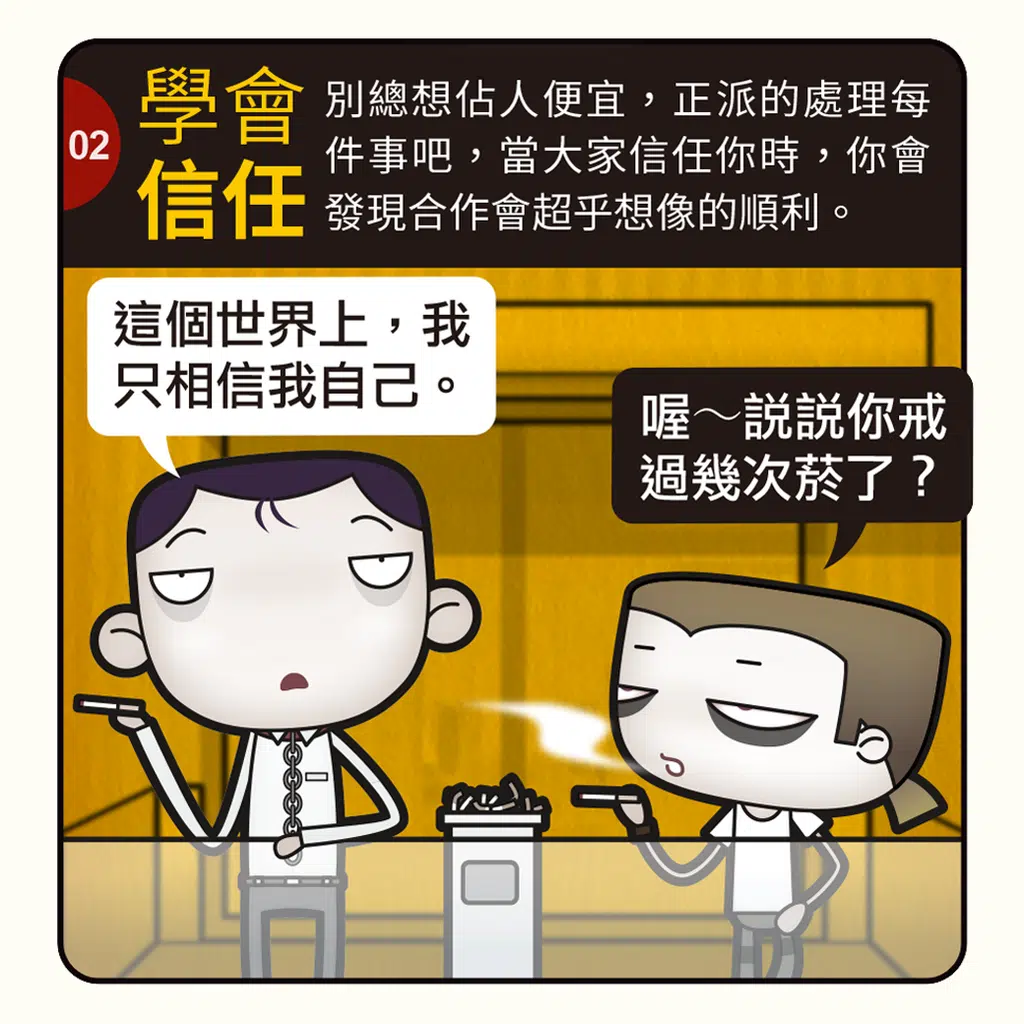 02
學會
信任
別總想佔人便宜，正派的處理每
件事吧，當大家信任你時，你會
發現合作會超乎想像的順利。
這個世界上，我
只相信我自己。
喔～説説你戒
過幾次菸了？